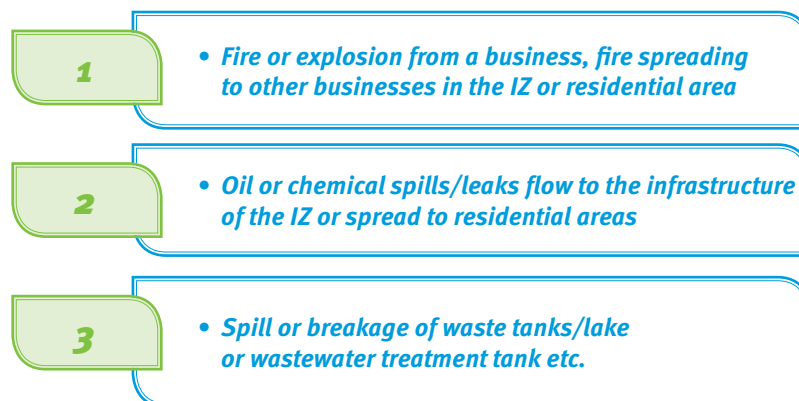 1
• Fire or explosion from a business, fire spreading
to other businesses in the IZ or residential area
2
• Oil or chemical spills/leaks flow to the infrastructure
of the IZ or spread to residential areas
3
• Spill or breakage of waste tanks/lake
or wastewater treatment tank etc.